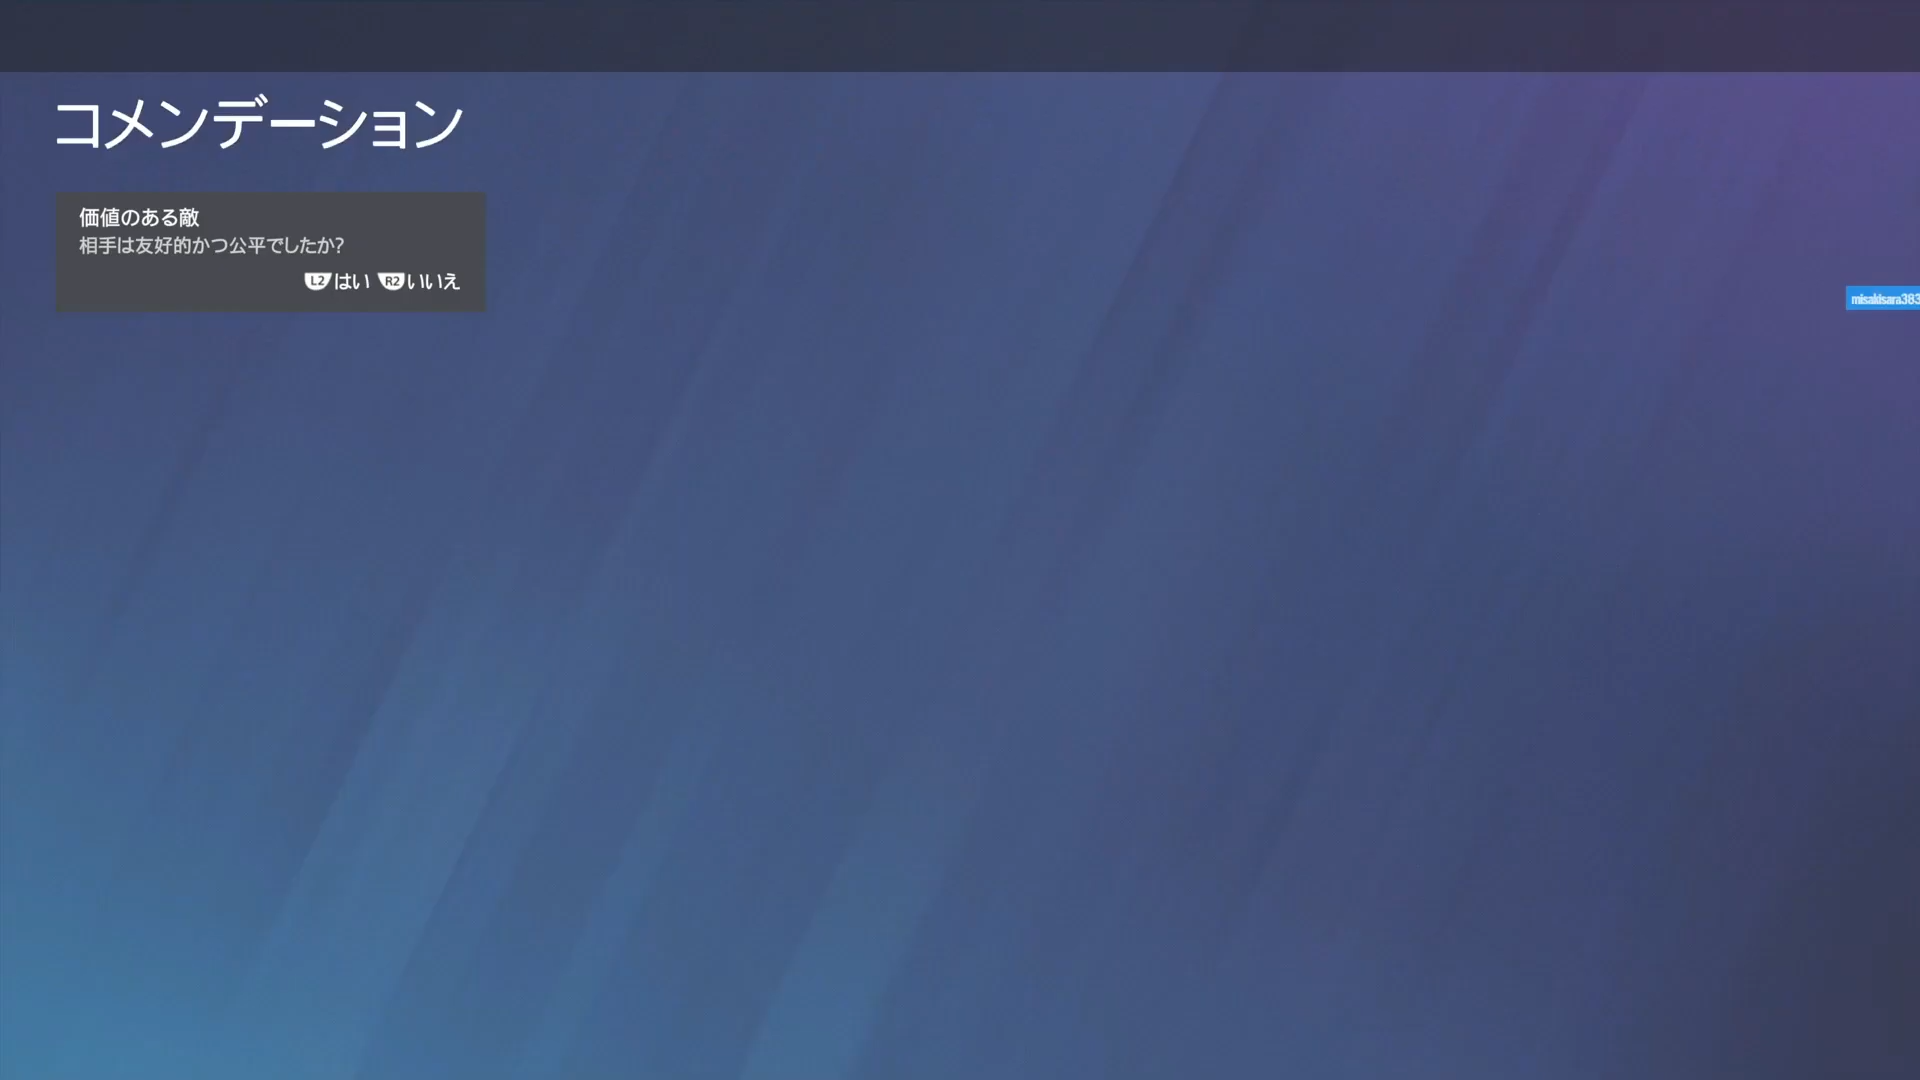 コメンデーション
価値のある敵
相手は友好的かつ公平でしたか?
L2 はい R2 いいえ
misakisara383